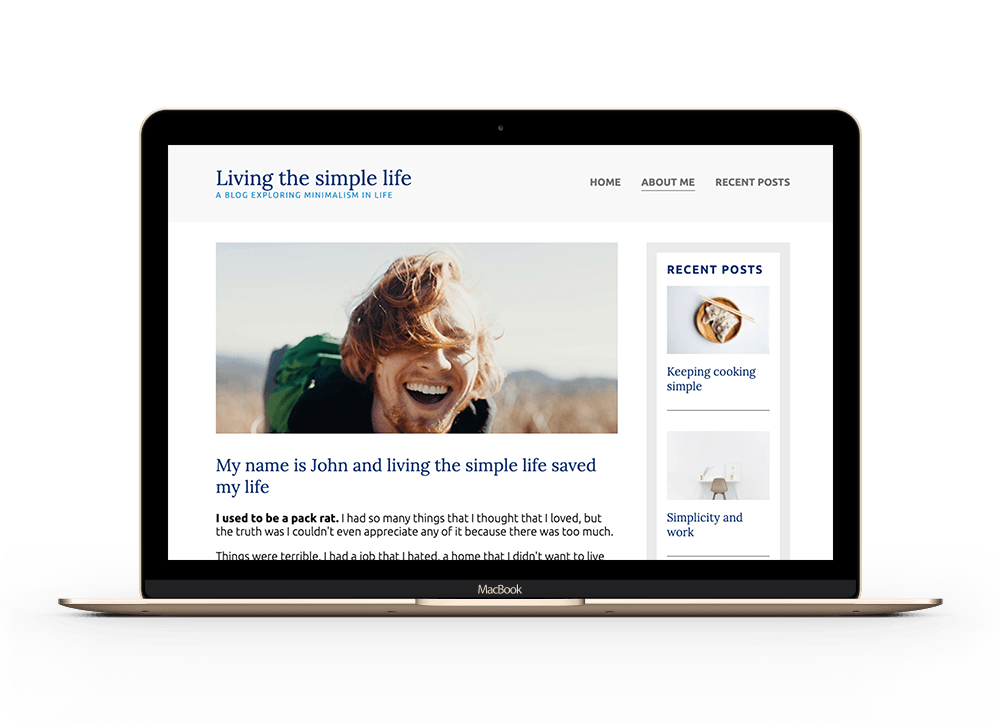 Living the simple life
A BLOG EXPLORING MINIMALISM IN LIFE
HOME ABOUT ME RECENT POSTS
My name is John and living the simple life saved
my life
I used to be a pack rat. I had so many things that I thought that I loved, but
the truth was I couldn't even appreciate any of it because there was too much.
Things were terrible. I had a job that I hated, a home that I didn't want to live
RECENT POSTS
Keeping cooking
simple
Simplicity and
work
MacBook